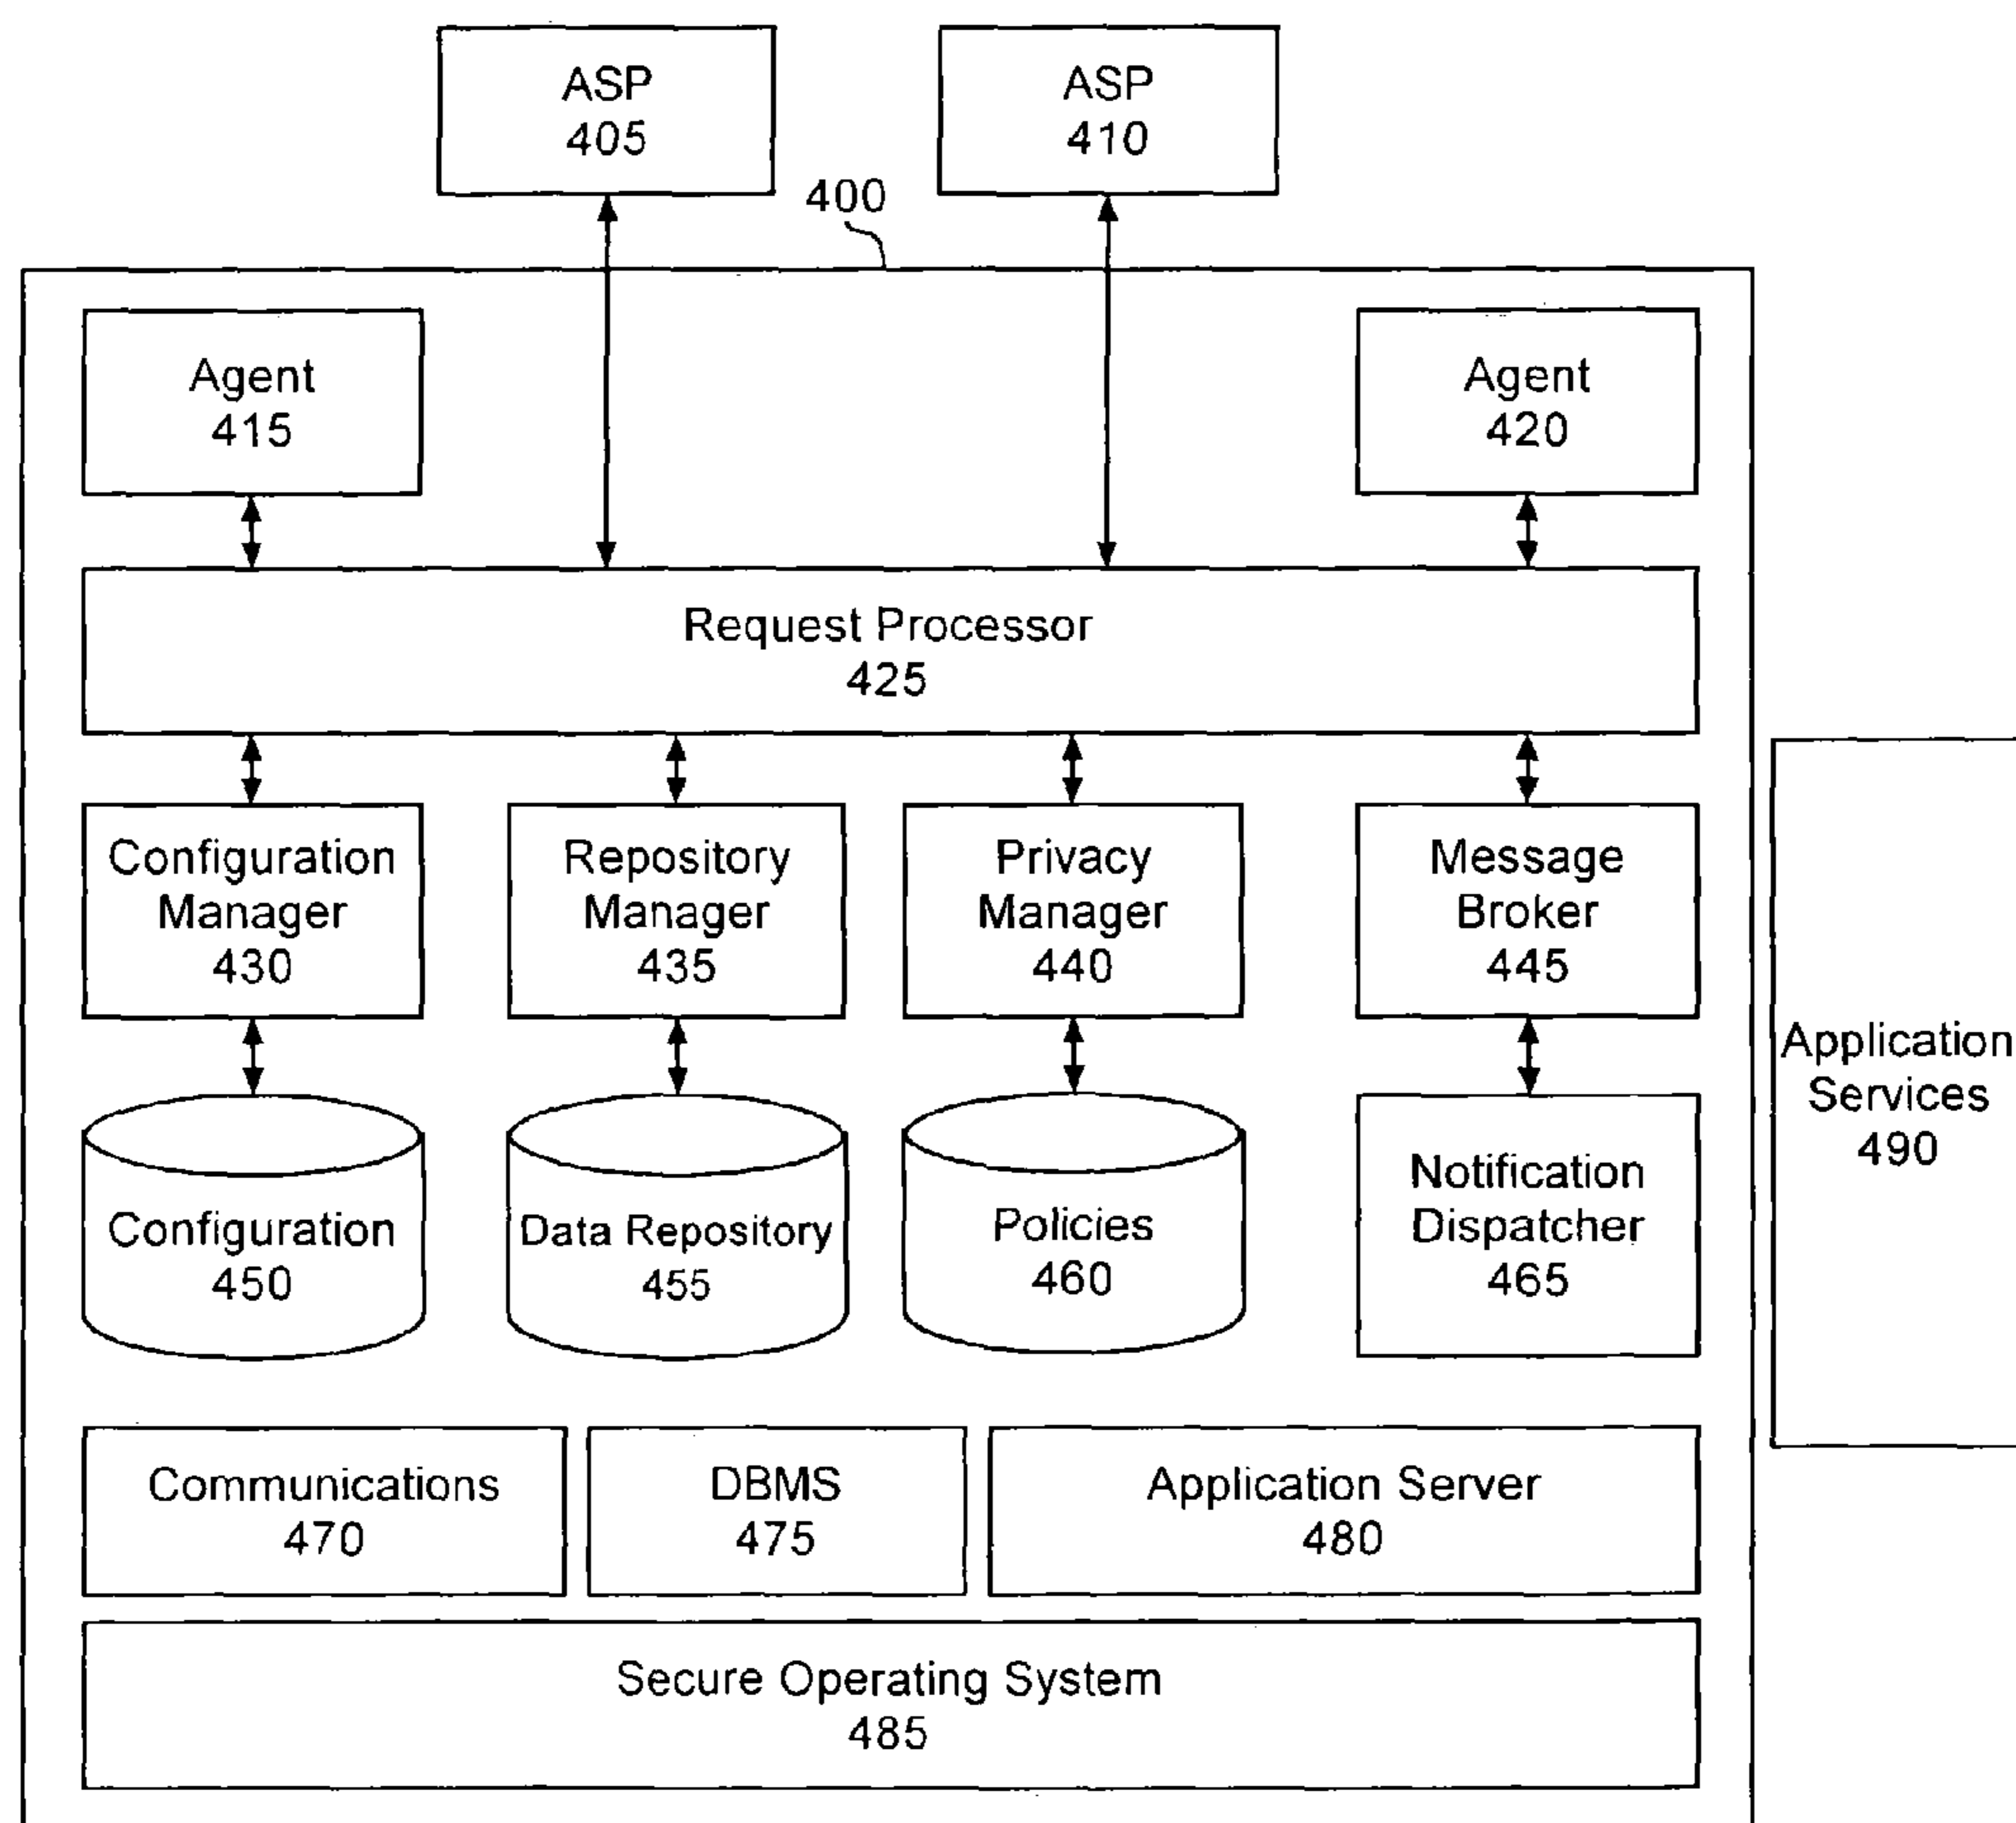 ASP
405
ASP
410
400
Agent
415
Agent
420
Request Processor
425
Configuration
Manager
430
Repository
Manager
435
Privacy
Manager
440
Message
Broker
445
Application
Services
490
Configuration
450
Data Repository
455
Policies
460
Notification
Dispatcher
465
Communications
470
DBMS
475
Application Server
480
Secure Operating System
485